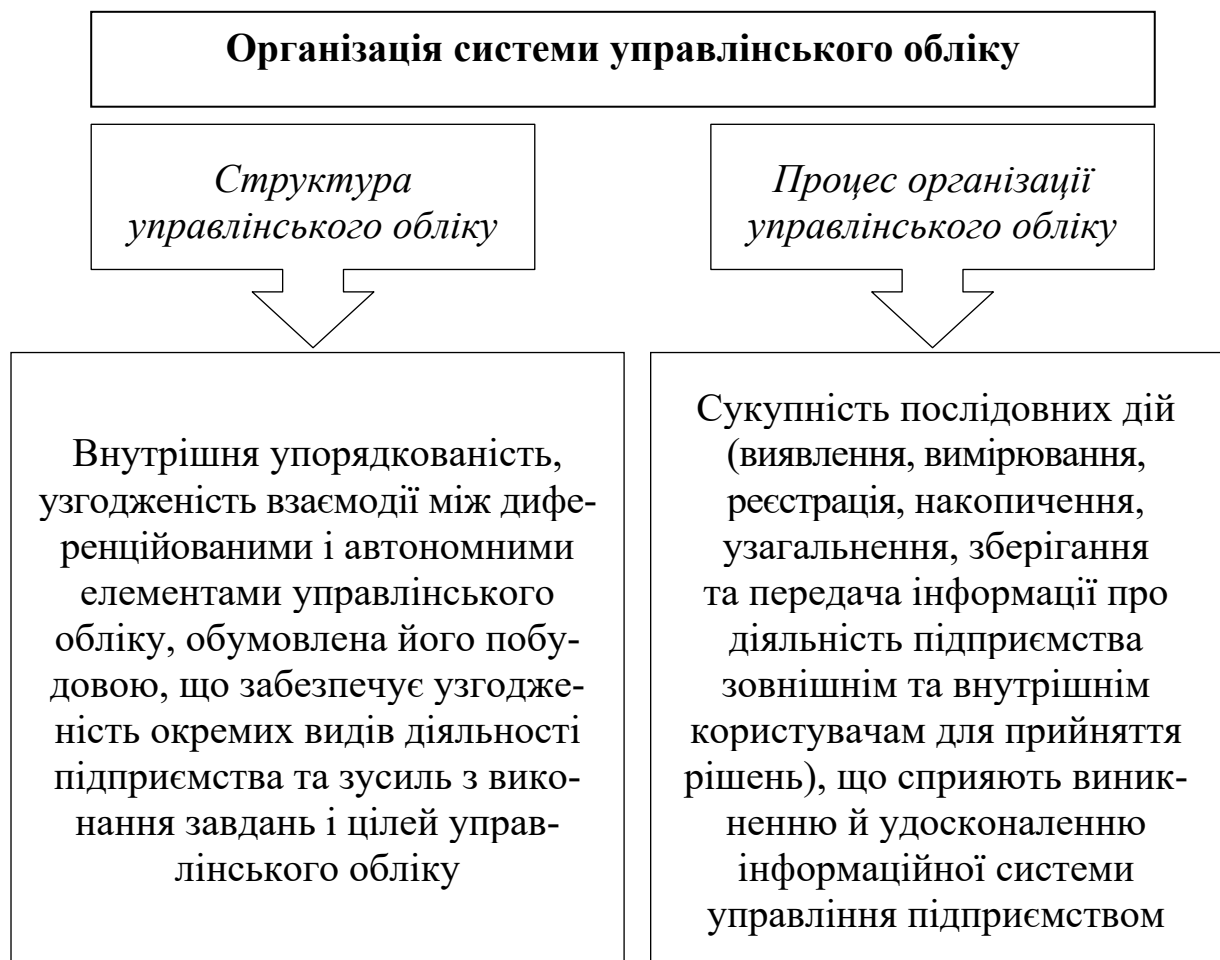 Організація системи управлінського обліку
Структура
управлінського обліку
Процес організації
управлінського обліку
Внутрішня упорядкованість,
узгодженість взаємодії між дифе-
ренційованими і автономними
елементами управлінського
обліку, обумовлена його побу-
довою, що забезпечує узгодже-
ність окремих видів діяльності
підприємства та зусиль з вико-
нання завдань і цілей управ-
лінського обліку
Сукупність послідовних дій
(виявлення, вимірювання,
реєстрація, накопичення,
узагальнення, зберігання
та передача інформації про
діяльність підприємства
зовнішнім та внутрішнім
користувачам для прийняття
рішень), що сприяють виник-
ненню й удосконаленню
інформаційної системи
управління підприємством